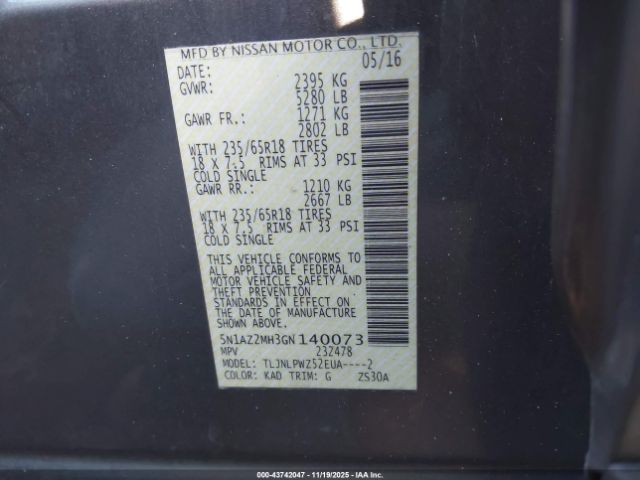 MFD BY NISSAN MOTOR CO., LTD.
DATE: 05/16
GVWR: 2395 KG
5280 LB
GAWR FR.: 1271 KG
2802 LB
WITH 235/65R18 TIRES
18 X 7.5 RIMS AT 33 PSI
COLD SINGLE
GAWR RR.: 1210 KG
2667 LB
WITH 235/65R18 TIRES
18 X 7.5 RIMS AT 33 PSI
COLD SINGLE
THIS VEHICLE CONFORMS TO
ALL APPLICABLE FEDERAL
MOTOR VEHICLE SAFETY AND
THEFT PREVENTION
STANDARDS IN EFFECT ON
THE DATE OF MANUFACTURE
SHOWN ABOVE.
5N1AZ2MH3GN140073
MPV 23Z478
MODEL: TLJNLPWZ52EUA----2
COLOR: KAD TRIM: G ZS30A
000-43742047 - 11/19/2025 - IAA Inc.